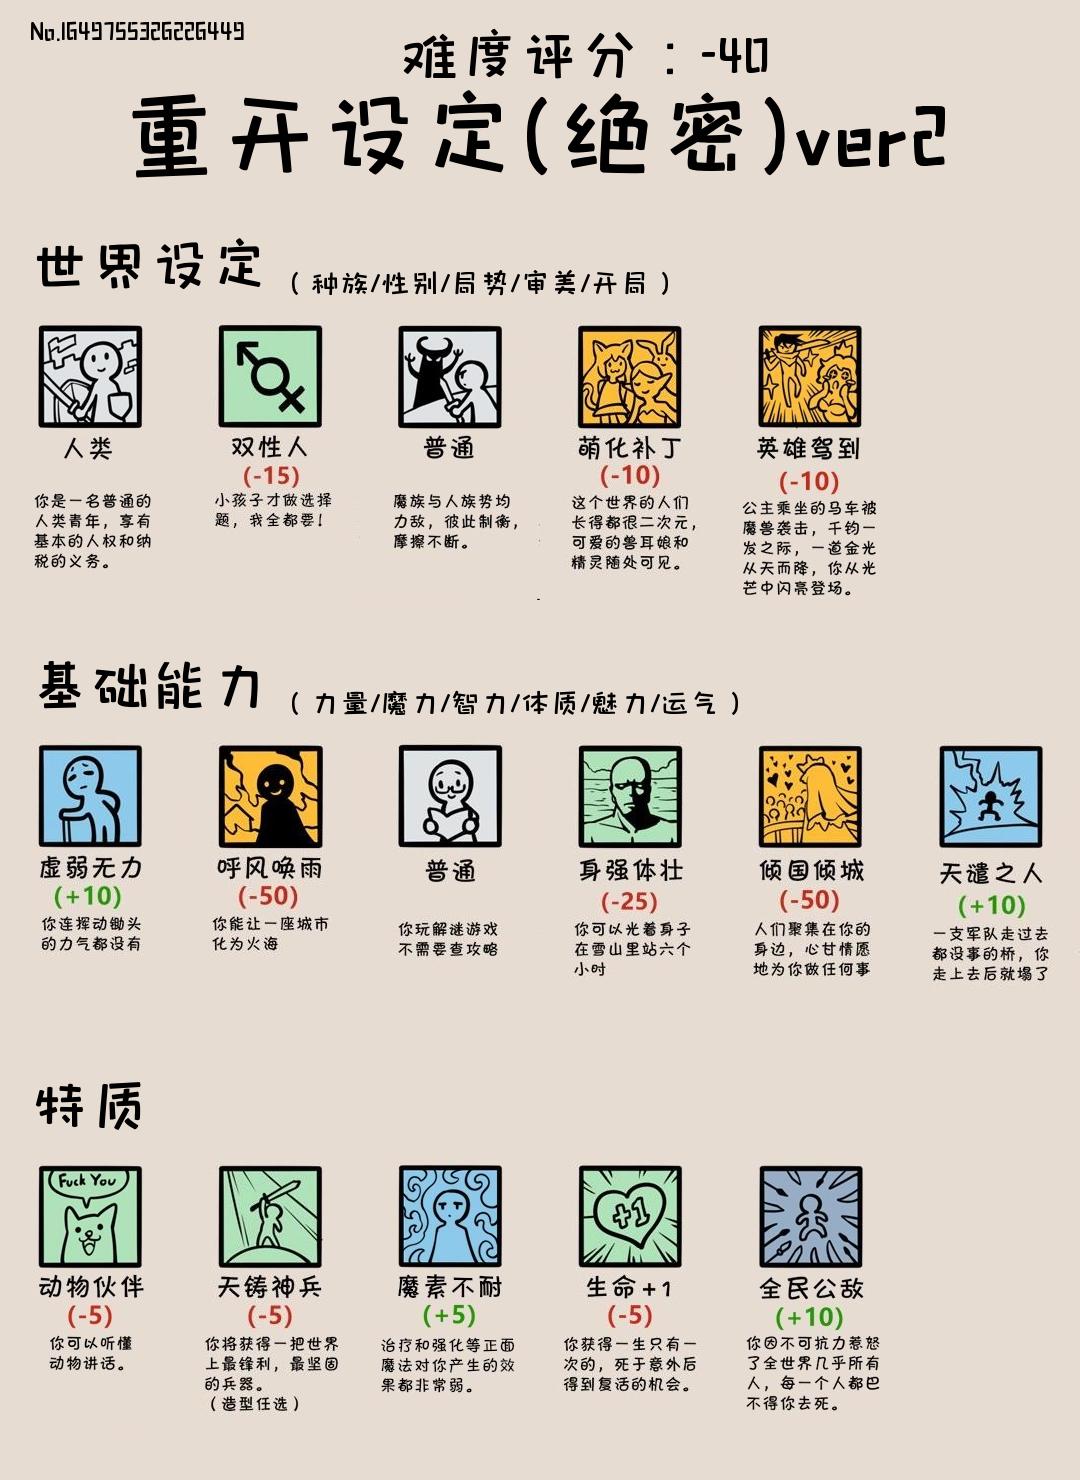 No.1649755326226449
难度评分：-40
重开设定(绝密)ver2
世界设定（种族/性别/局势/审美/开局）
人类
你是一名普通的
人类青年，享有
基本的人权和纳
税的义务。
双性人
(-15)
小孩子才做选择
题，我全都要！
普通
魔族与人族势均
力敌，彼此制衡，
摩擦不断。
萌化补丁
(-10)
这个世界的人们
长得都很二次元，
可爱的兽耳娘和
精灵随处可见。
英雄驾到
(-10)
公主乘坐的马车被
魔兽袭击，千钧一
发之际，一道金光
从天而降，你从光
芒中闪亮登场。
基础能力（力量/魔力/智力/体质/魅力/运气）
虚弱无力
(+10)
你连挥动锄头
的力气都没有
呼风唤雨
(-50)
你能让一座城市
化为火海
普通
你玩解谜游戏
不需要查攻略
身强体壮
(-25)
你可以光着身子
在雪山里站六个
小时
倾国倾城
(-50)
人们聚集在你的
身边，心甘情愿
地为你做任何事
天谴之人
(+10)
一支军队走过去
都没事的桥，你
走上去后就塌了
特质
Fuck You
动物伙伴
(-5)
你可以听懂
动物讲话。
天铸神兵
(-5)
你将获得一把世界
上最锋利，最坚固
的兵器。
（造型任选）
魔素不耐
(+5)
治疗和强化等正面
魔法对你产生的效
果都非常弱。
+1
生命+1
(-5)
你获得一生只有一
次的，死于意外后
得到复活的机会。
全民公敌
(+10)
你因不可抗力惹怒
了全世界几乎所有
人，每一个人都巴
不得你去死。